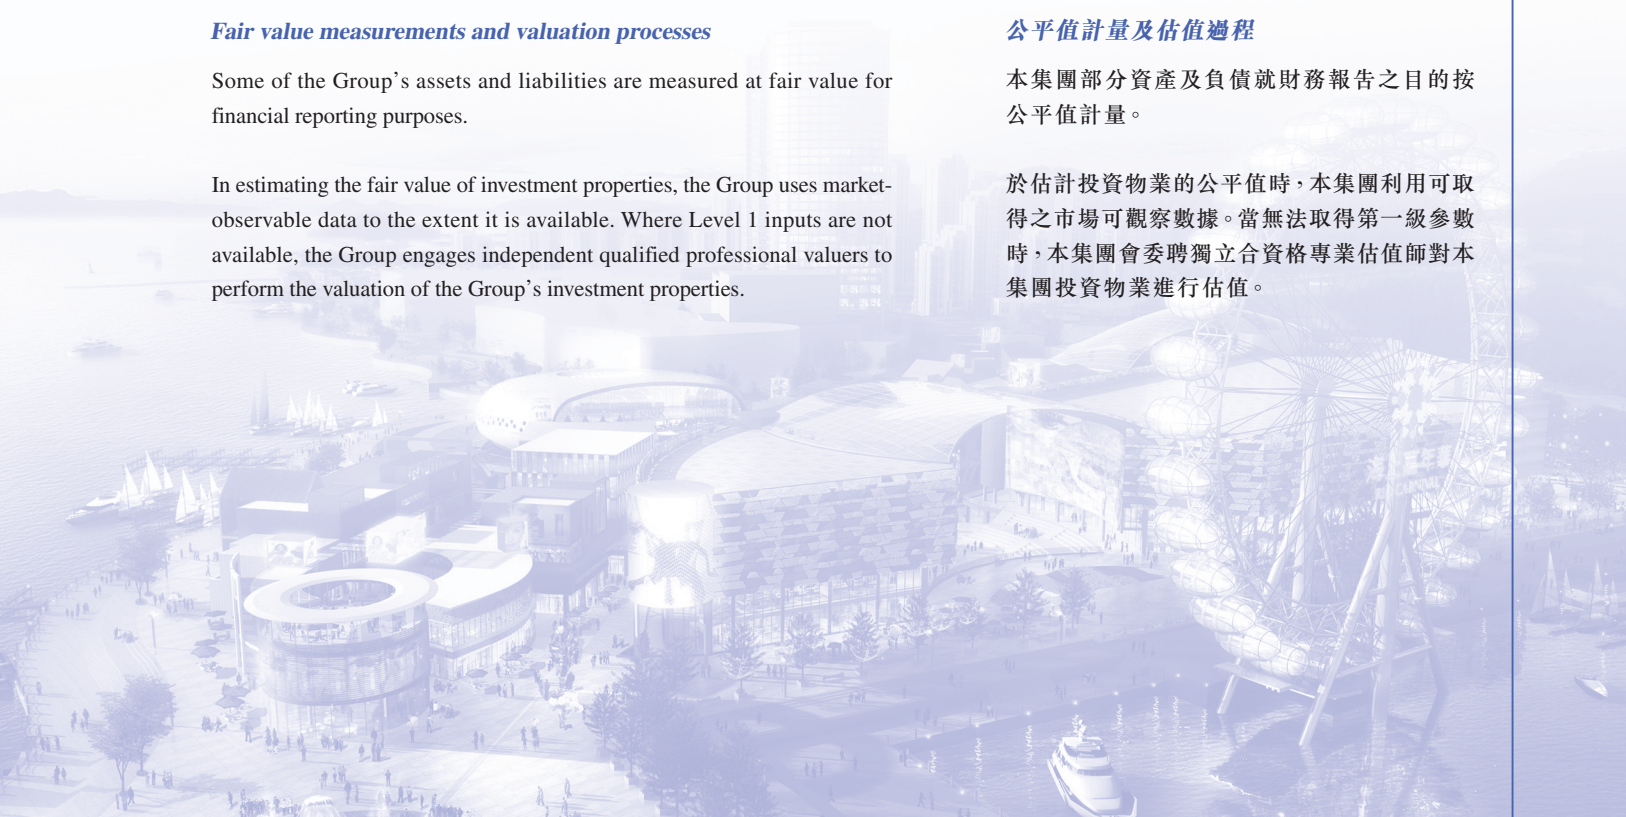 Fair value measurements and valuation processes
Some of the Group's assets and liabilities are measured at fair value for
financial reporting purposes.
In estimating the fair value of investment properties, the Group uses market-
observable data to the extent it is available. Where Level 1 inputs are not
available, the Group engages independent qualified professional valuers to
perform the valuation of the Group's investment properties.
公平值計量及估值過程
本集團部分資產及負債就財務報告之目的按
公平值計量。
於估計投資物業的公平值時，本集團利用可取
得之市場可觀察數據。當無法取得第一級參數
時，本集團會委聘獨立合資格專業估值師對本
集團投資物業進行估值。